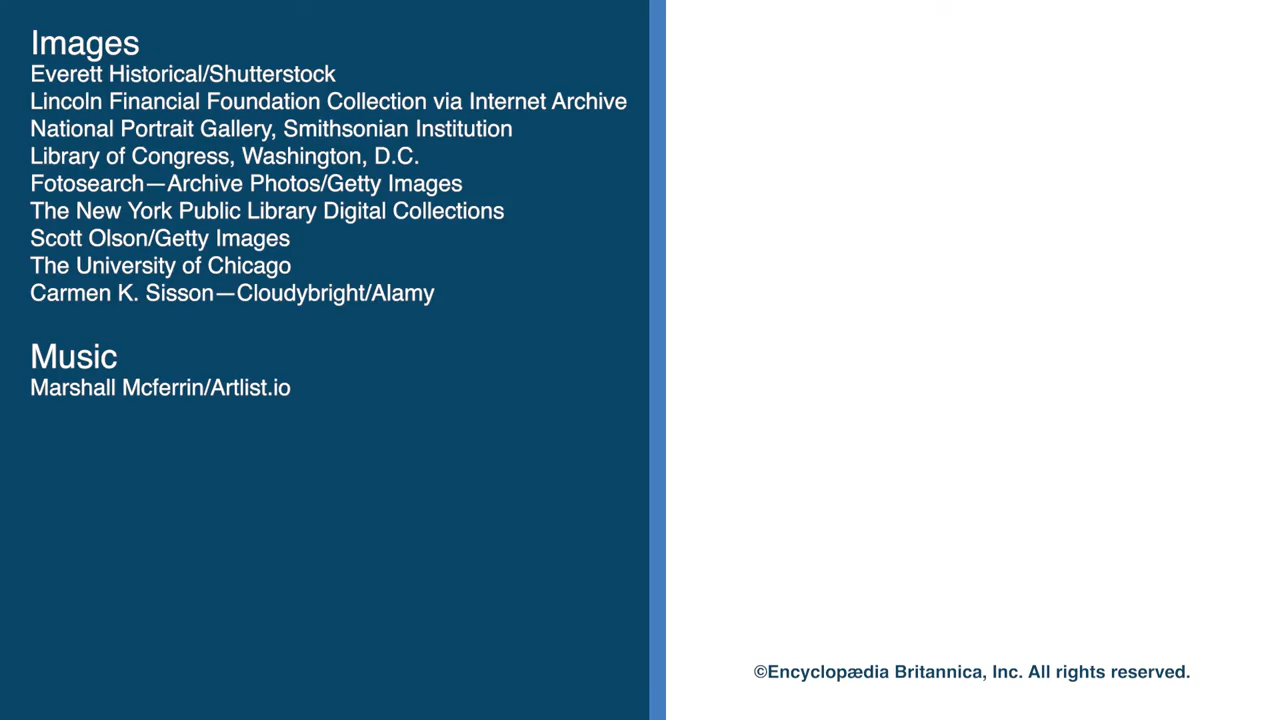 Images
Everett Historical/Shutterstock
Lincoln Financial Foundation Collection via Internet Archive
National Portrait Gallery, Smithsonian Institution
Library of Congress, Washington, D.C.
Fotosearch—Archive Photos/Getty Images
The New York Public Library Digital Collections
Scott Olson/Getty Images
The University of Chicago
Carmen K. Sisson—Cloudybright/Alamy
Music
Marshall Mcferrin/Artlist.io
©Encyclopædia Britannica, Inc. All rights reserved.